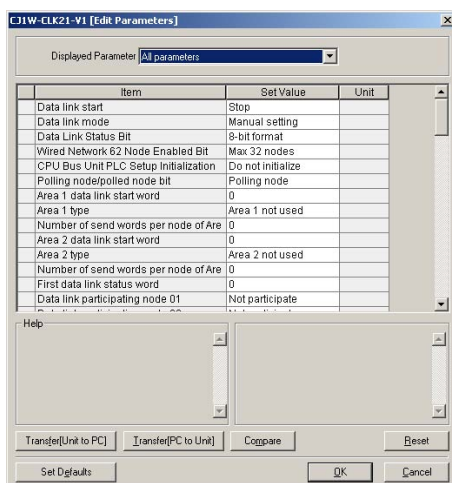 CJ1W-CLK21-V1 [Edit Parameters]
Displayed Parameter All parameters
Item Set Value Unit
Data link start Stop
Data link mode Manual setting
Data Link Status Bit 8-bit format
Wired Network 62 Node Enabled Bit Max 32 nodes
CPU Bus Unit PLC Setup Initialization Do not initialize
Polling node/polled node bit Polling node
Area 1 data link start word 0
Area 1 type Area 1 not used
Number of send words per node of Are 0
Area 2 data link start word 0
Area 2 type Area 2 not used
Number of send words per node of Are 0
First data link status word 0
Data link participating node 01 Not participate
Help
Transfer[Unit to PC] Transfer[PC to Unit] Compare Reset
Set Defaults OK Cancel